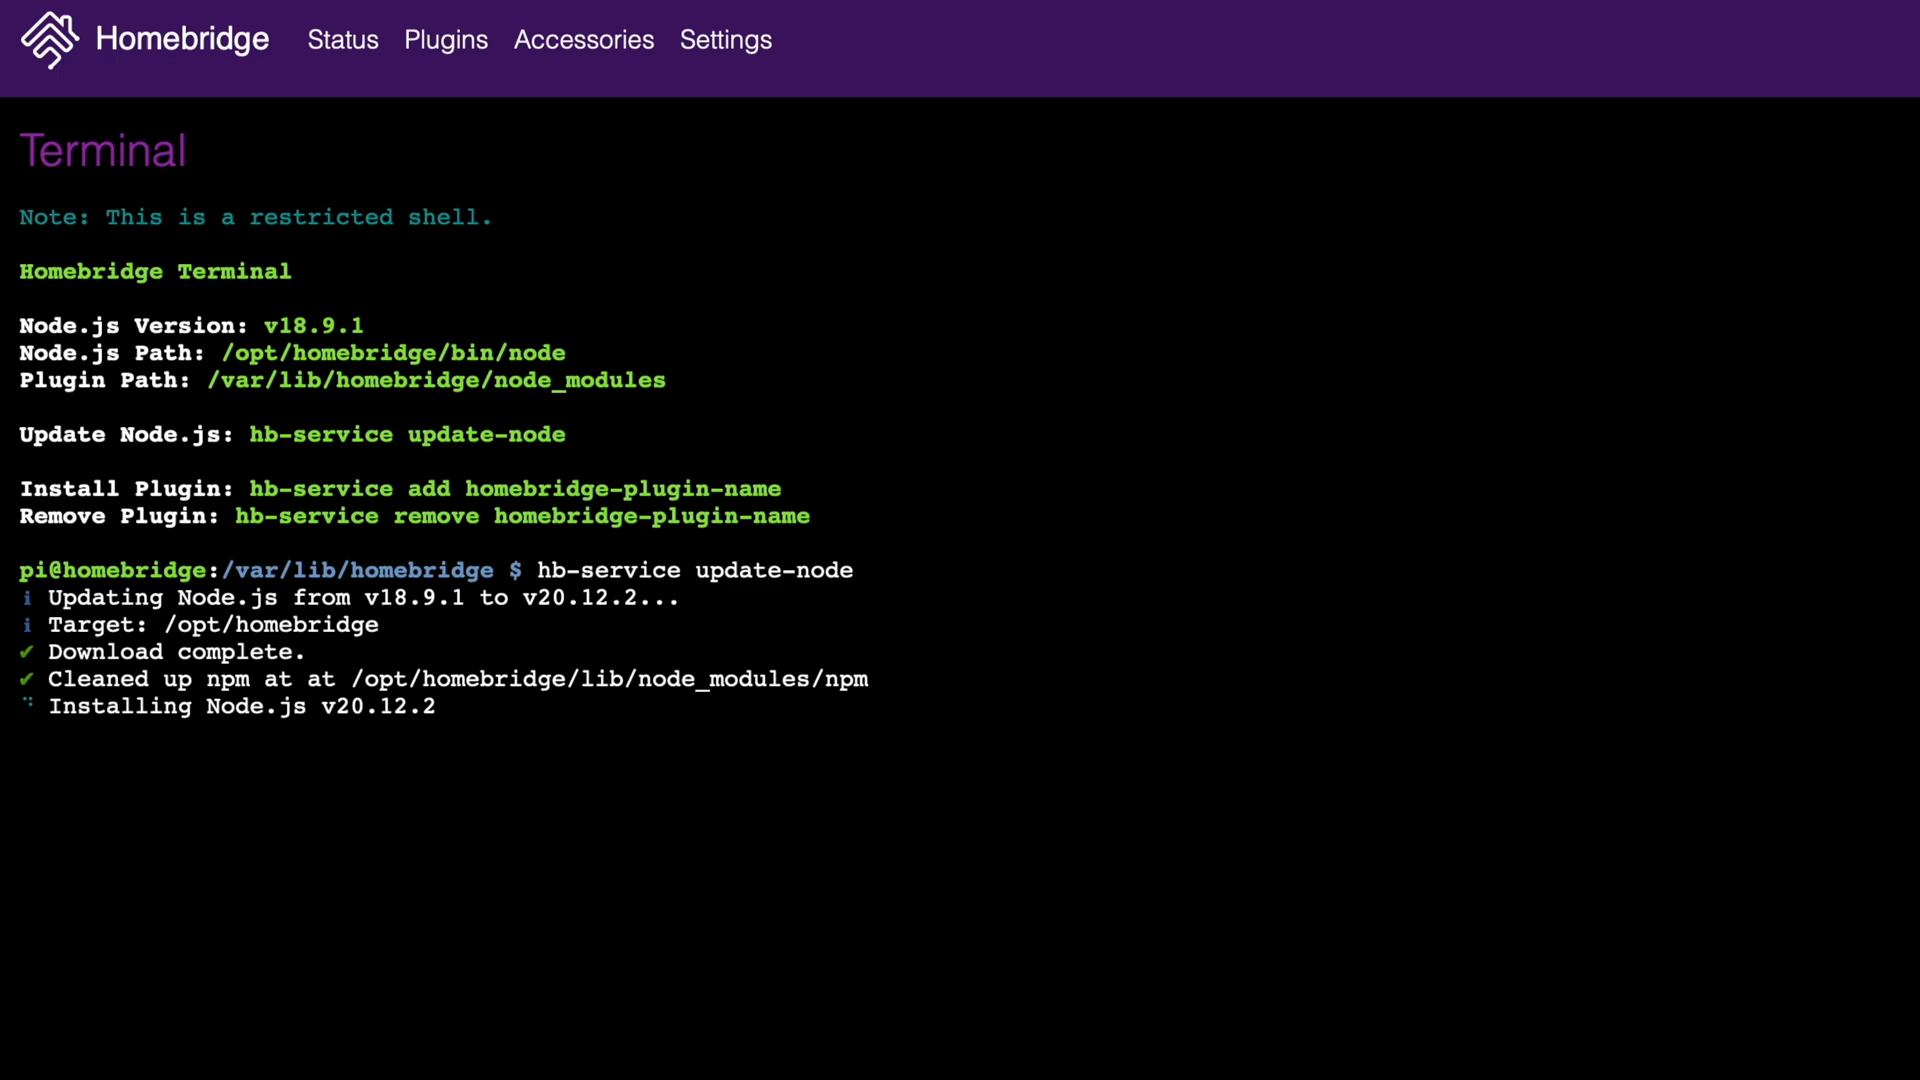 Homebridge Status Plugins Accessories Settings
Terminal
Note: This is a restricted shell.
Homebridge Terminal
Node.js Version: v18.9.1
Node.js Path: /opt/homebridge/bin/node
Plugin Path: /var/lib/homebridge/node_modules
Update Node.js: hb-service update-node
Install Plugin: hb-service add homebridge-plugin-name
Remove Plugin: hb-service remove homebridge-plugin-name
pi@homebridge:/var/lib/homebridge $ hb-service update-node
ℹ Updating Node.js from v18.9.1 to v20.12.2...
ℹ Target: /opt/homebridge
✔ Download complete.
✔ Cleaned up npm at at /opt/homebridge/lib/node_modules/npm
Installing Node.js v20.12.2